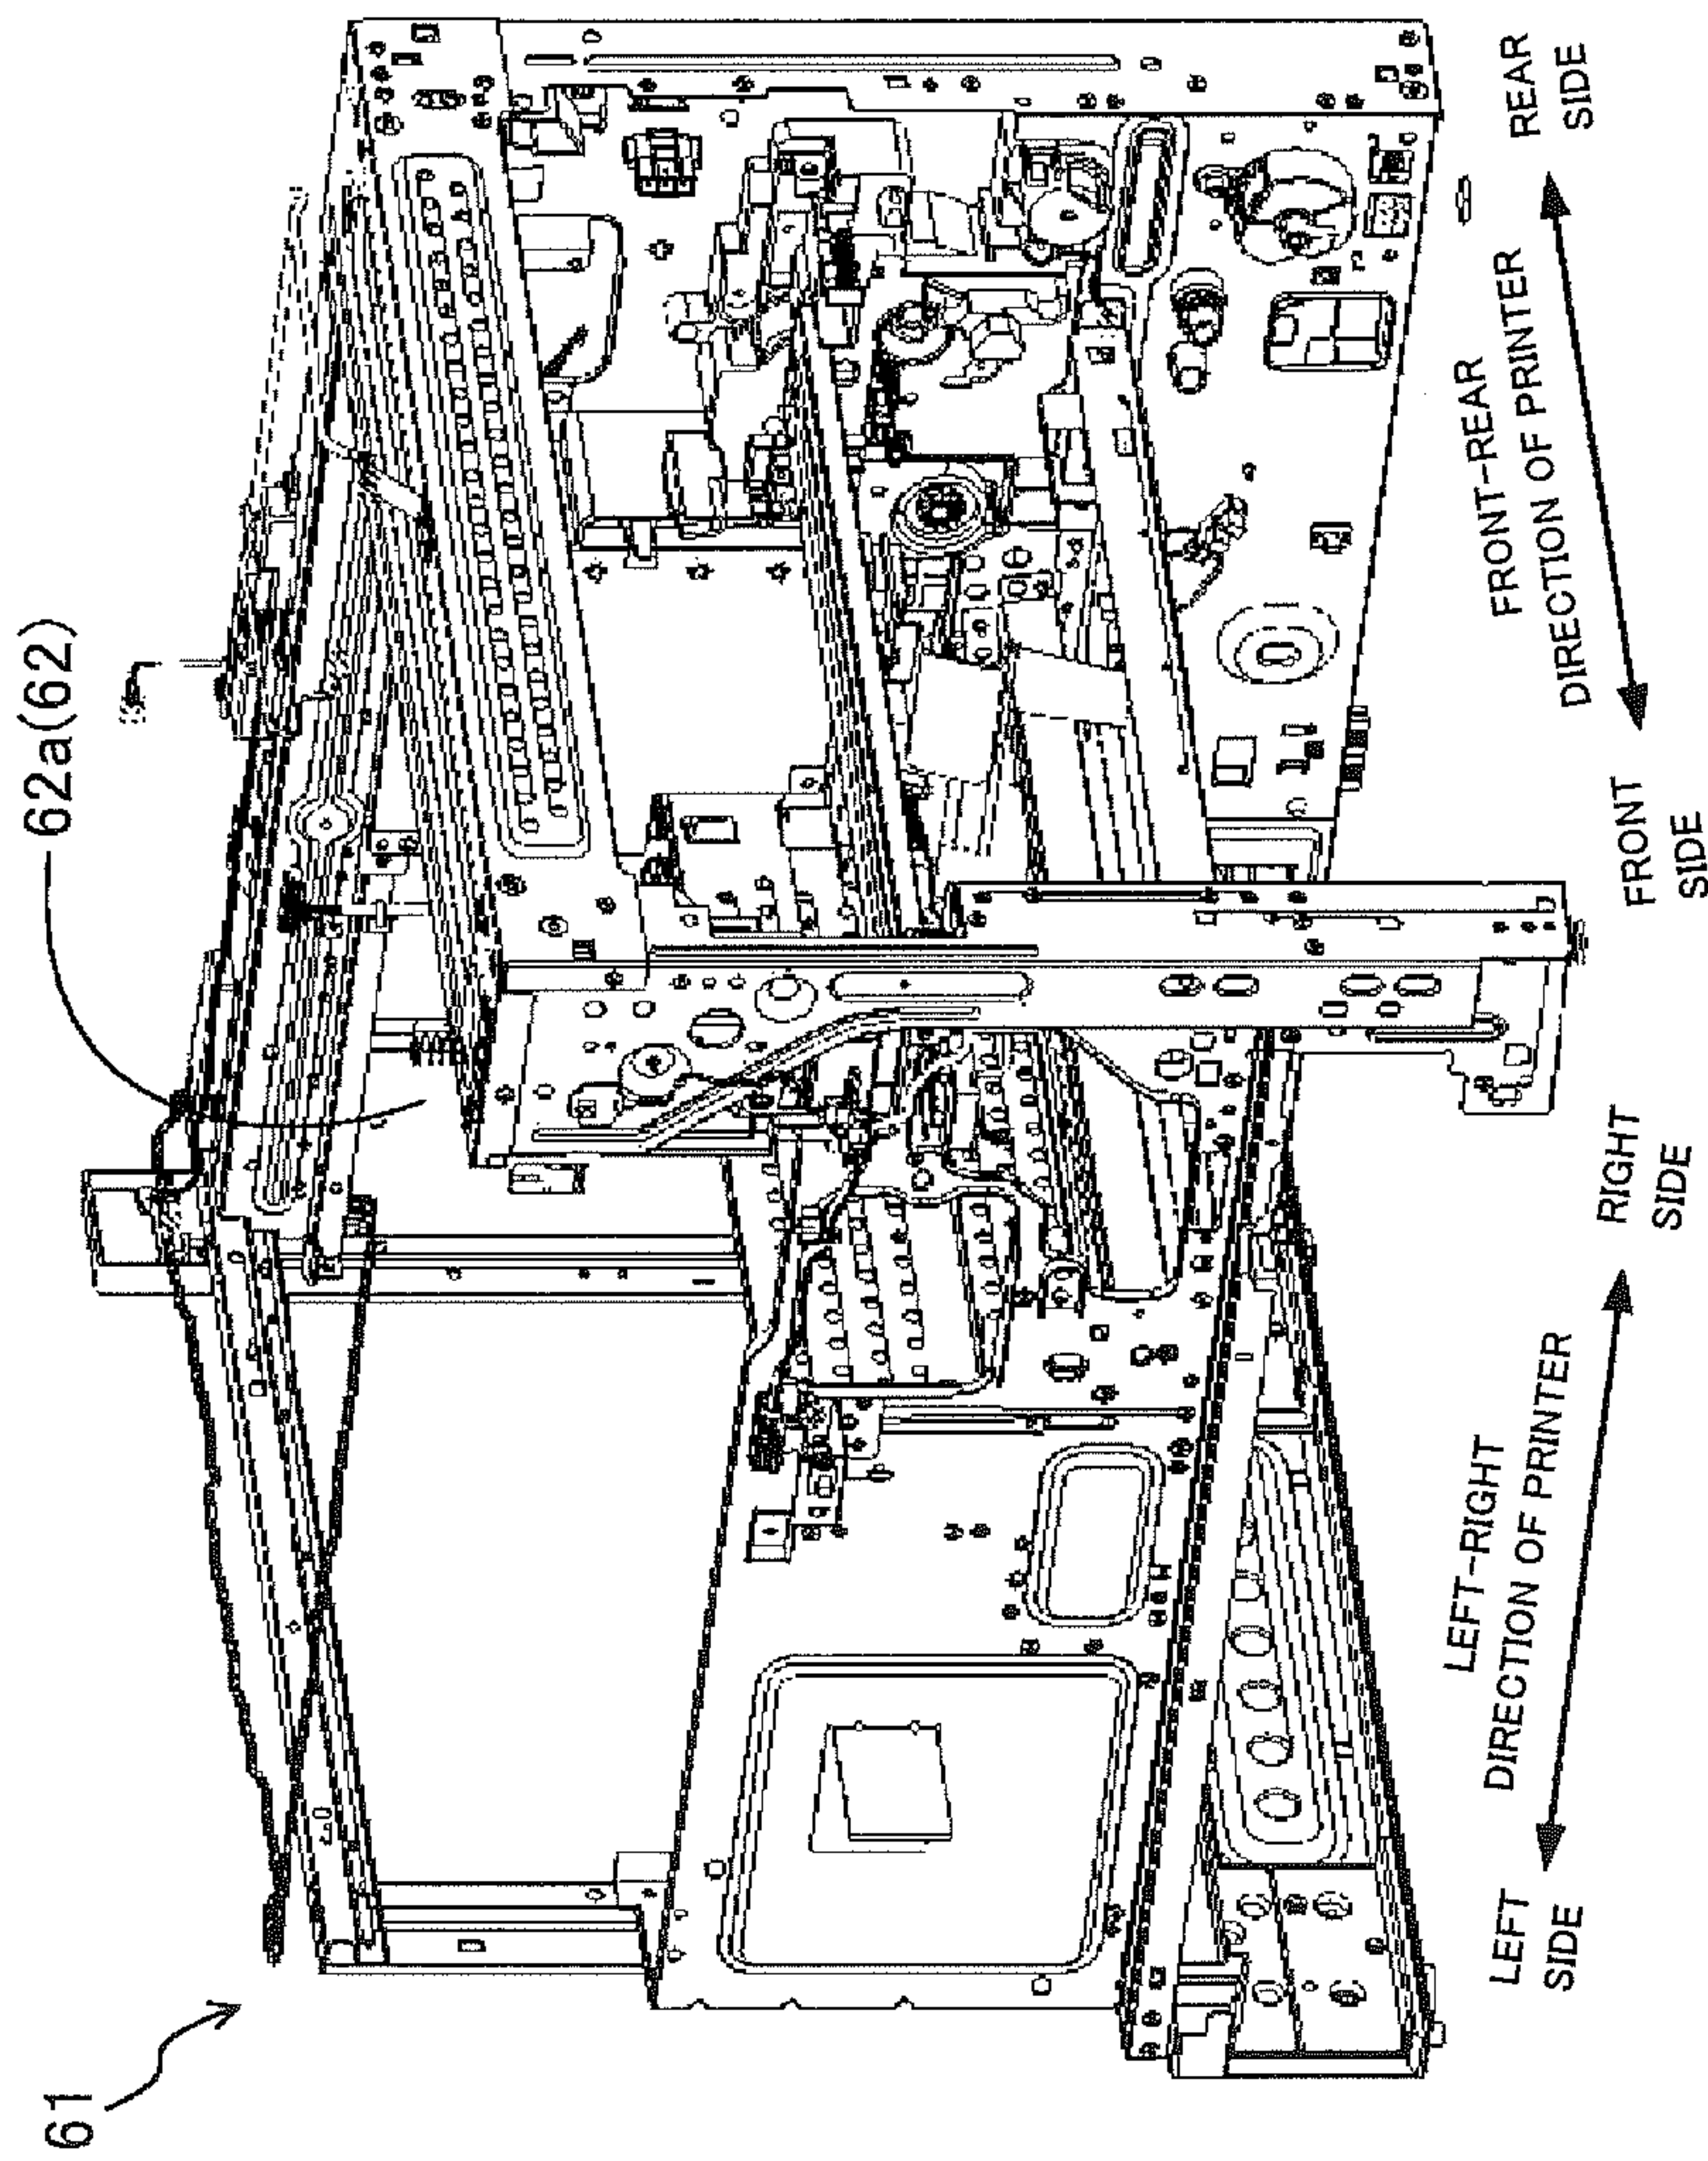 61
62a(62)
LEFT
SIDE
LEFT-RIGHT
DIRECTION OF PRINTER
RIGHT
SIDE
FRONT
SIDE
FRONT-REAR
DIRECTION OF PRINTER
REAR
SIDE